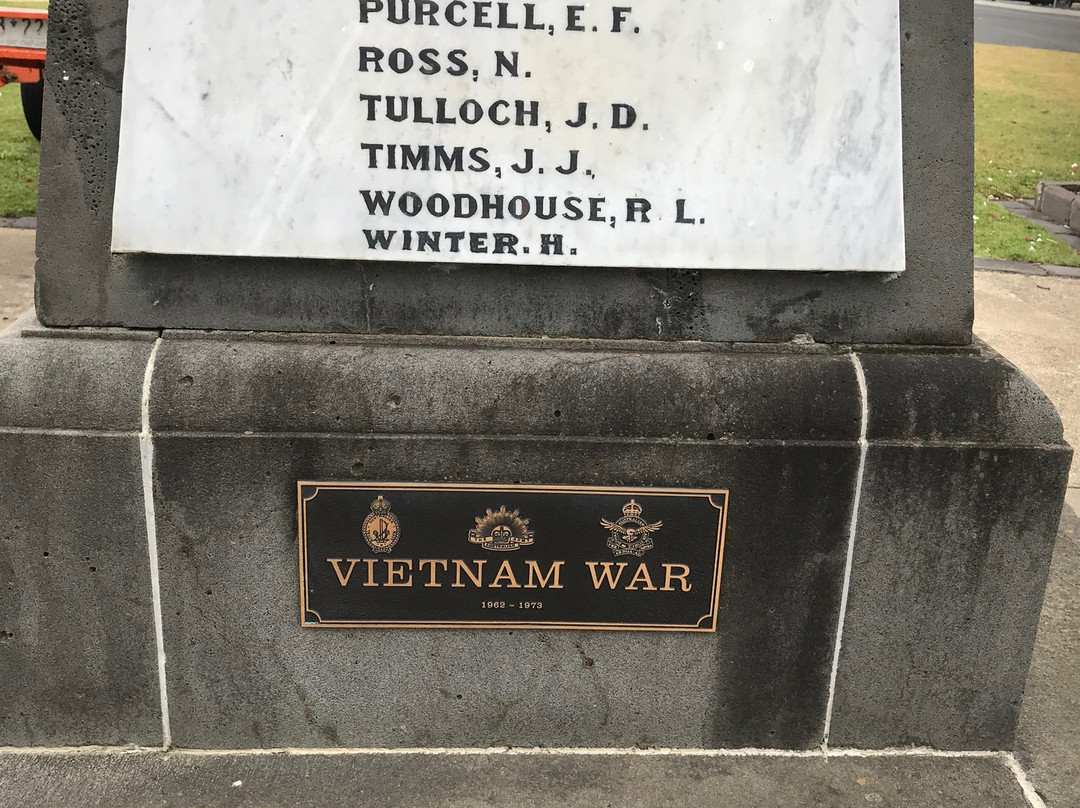 PURCELL, E. F.
ROSS, N.
TULLOCH, J. D.
TIMMS, J. J.,
WOODHOUSE, R. L.
WINTER. H.
VIETNAM WAR
1962 - 1973